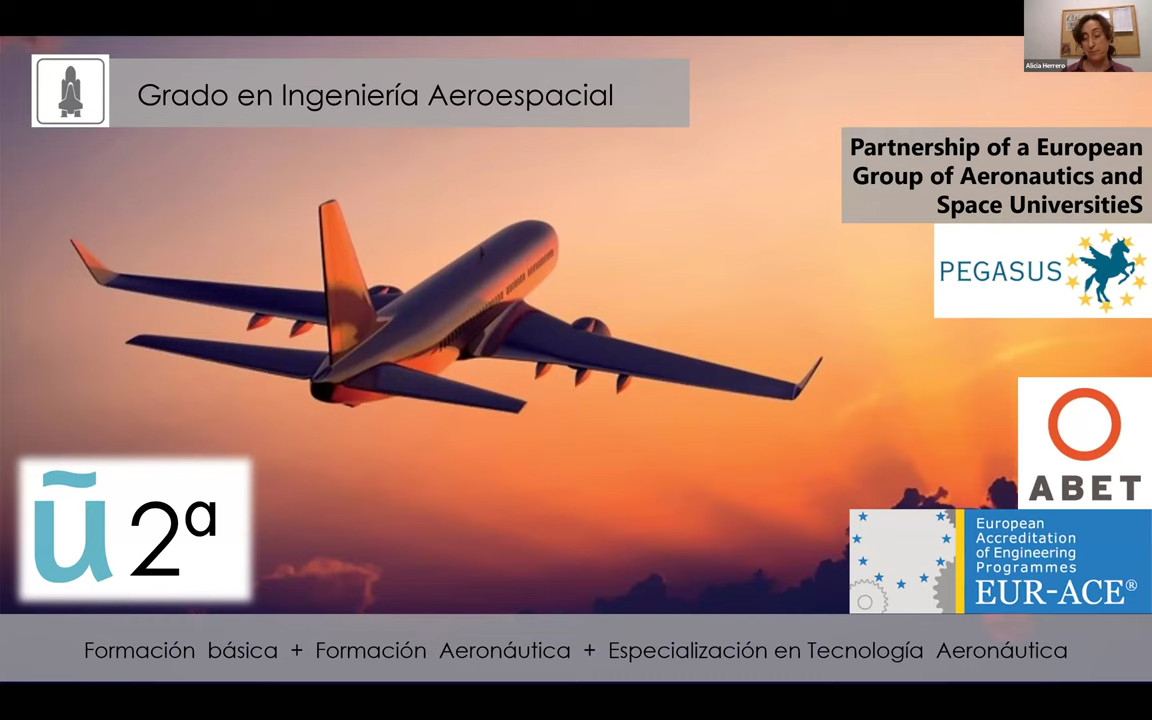 Alicia Herrero
Grado en Ingeniería Aeroespacial
Partnership of a European
Group of Aeronautics and
Space UniversitieS
PEGASUS
ABET
ũ 2ª
European
Accreditation
of Engineering
Programmes
EUR-ACE®
Formación básica + Formación Aeronáutica + Especialización en Tecnología Aeronáutica